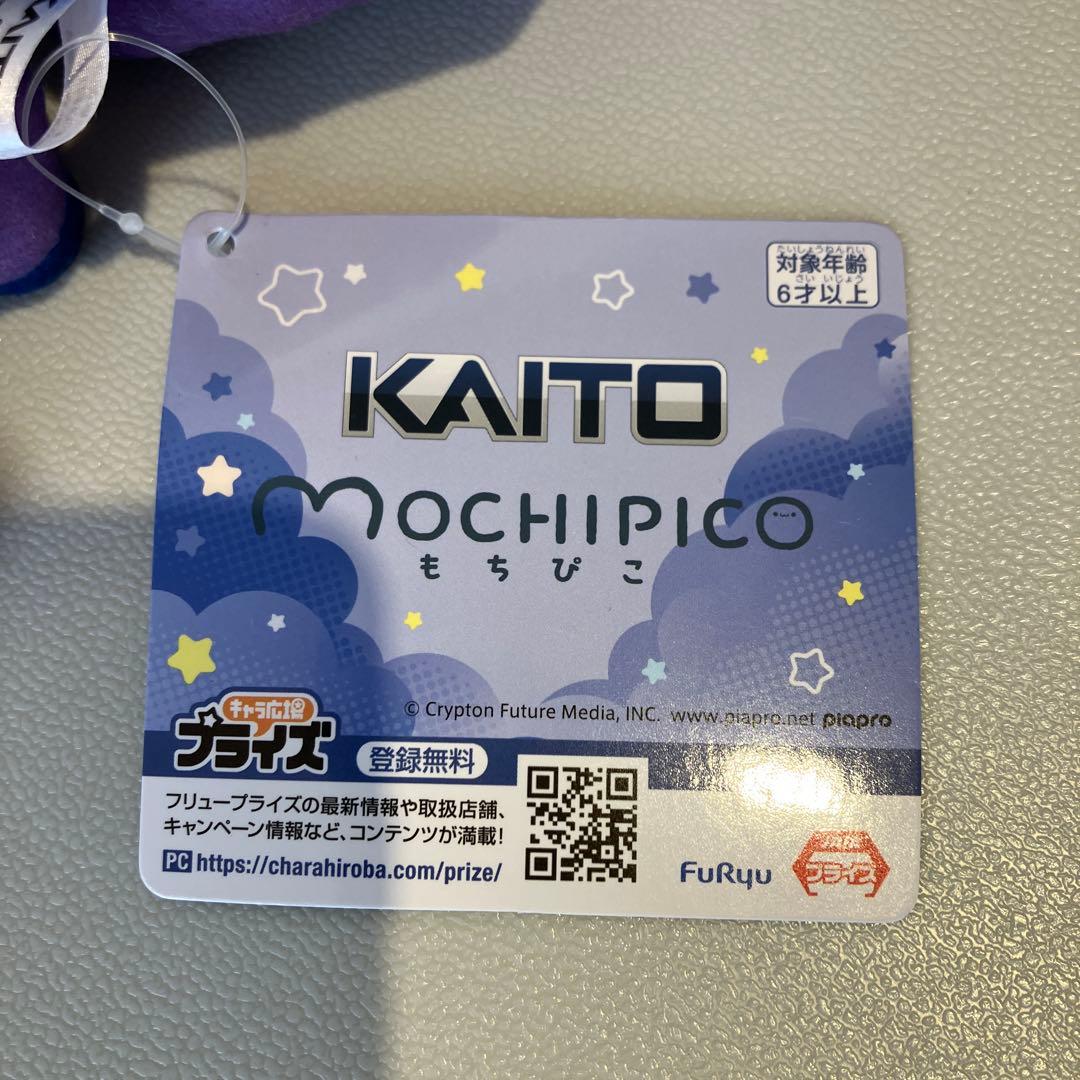 たいしょうねんれい
対象年齢
さい いじょう
6才以上
KAITO
MOCHIPICO
もちぴこ
© Crypton Future Media, INC. www.piapro.net piapro
キャラ広場
プライズ
登録無料
フリュープライズの最新情報や取扱店舗、
キャンペーン情報など、コンテンツが満載!
PC https://charahiroba.com/prize/
FuRyu
プライズ